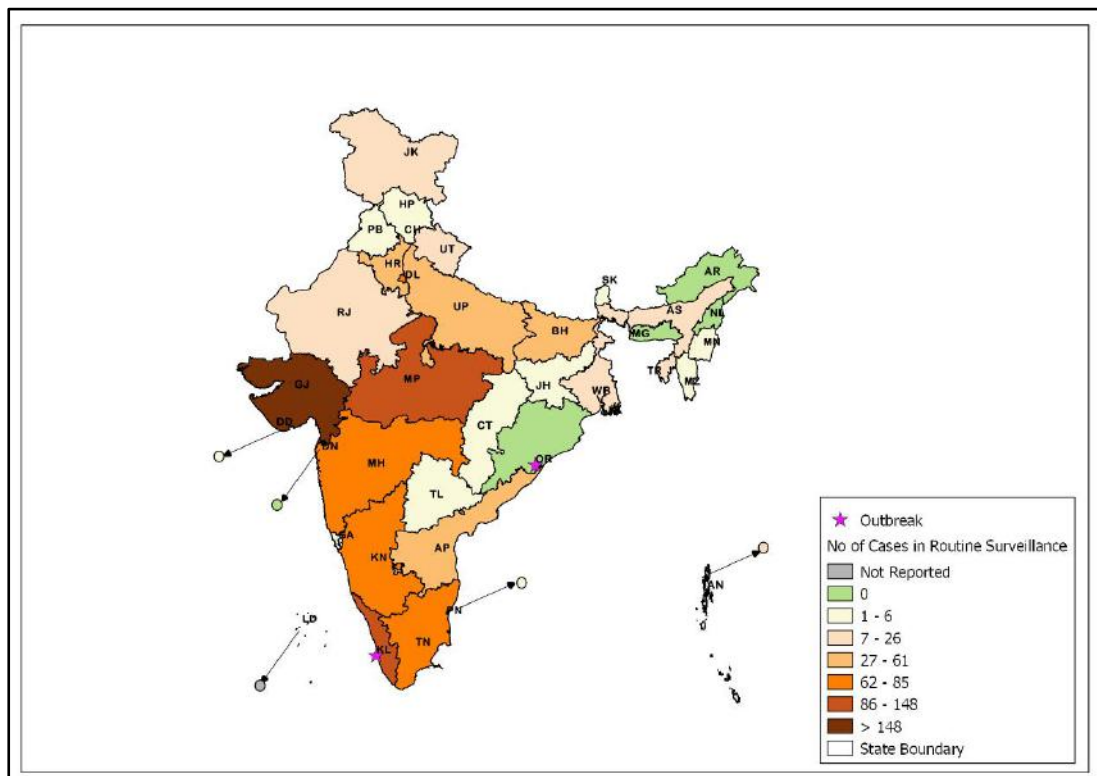 JK
HP
PB
CH
UT
HR
DL
RJ
UP
SK
AR
AS
NL
BH
MG
MN
TR
MZ
MP
JH
WB
GJ
DD
DN
CT
MH
OR
TL
GA
AP
KN
AN
PN
LD
TN
KL
Outbreak
No of Cases in Routine Surveillance
Not Reported
0
1 - 6
7 - 26
27 - 61
62 - 85
86 - 148
> 148
State Boundary